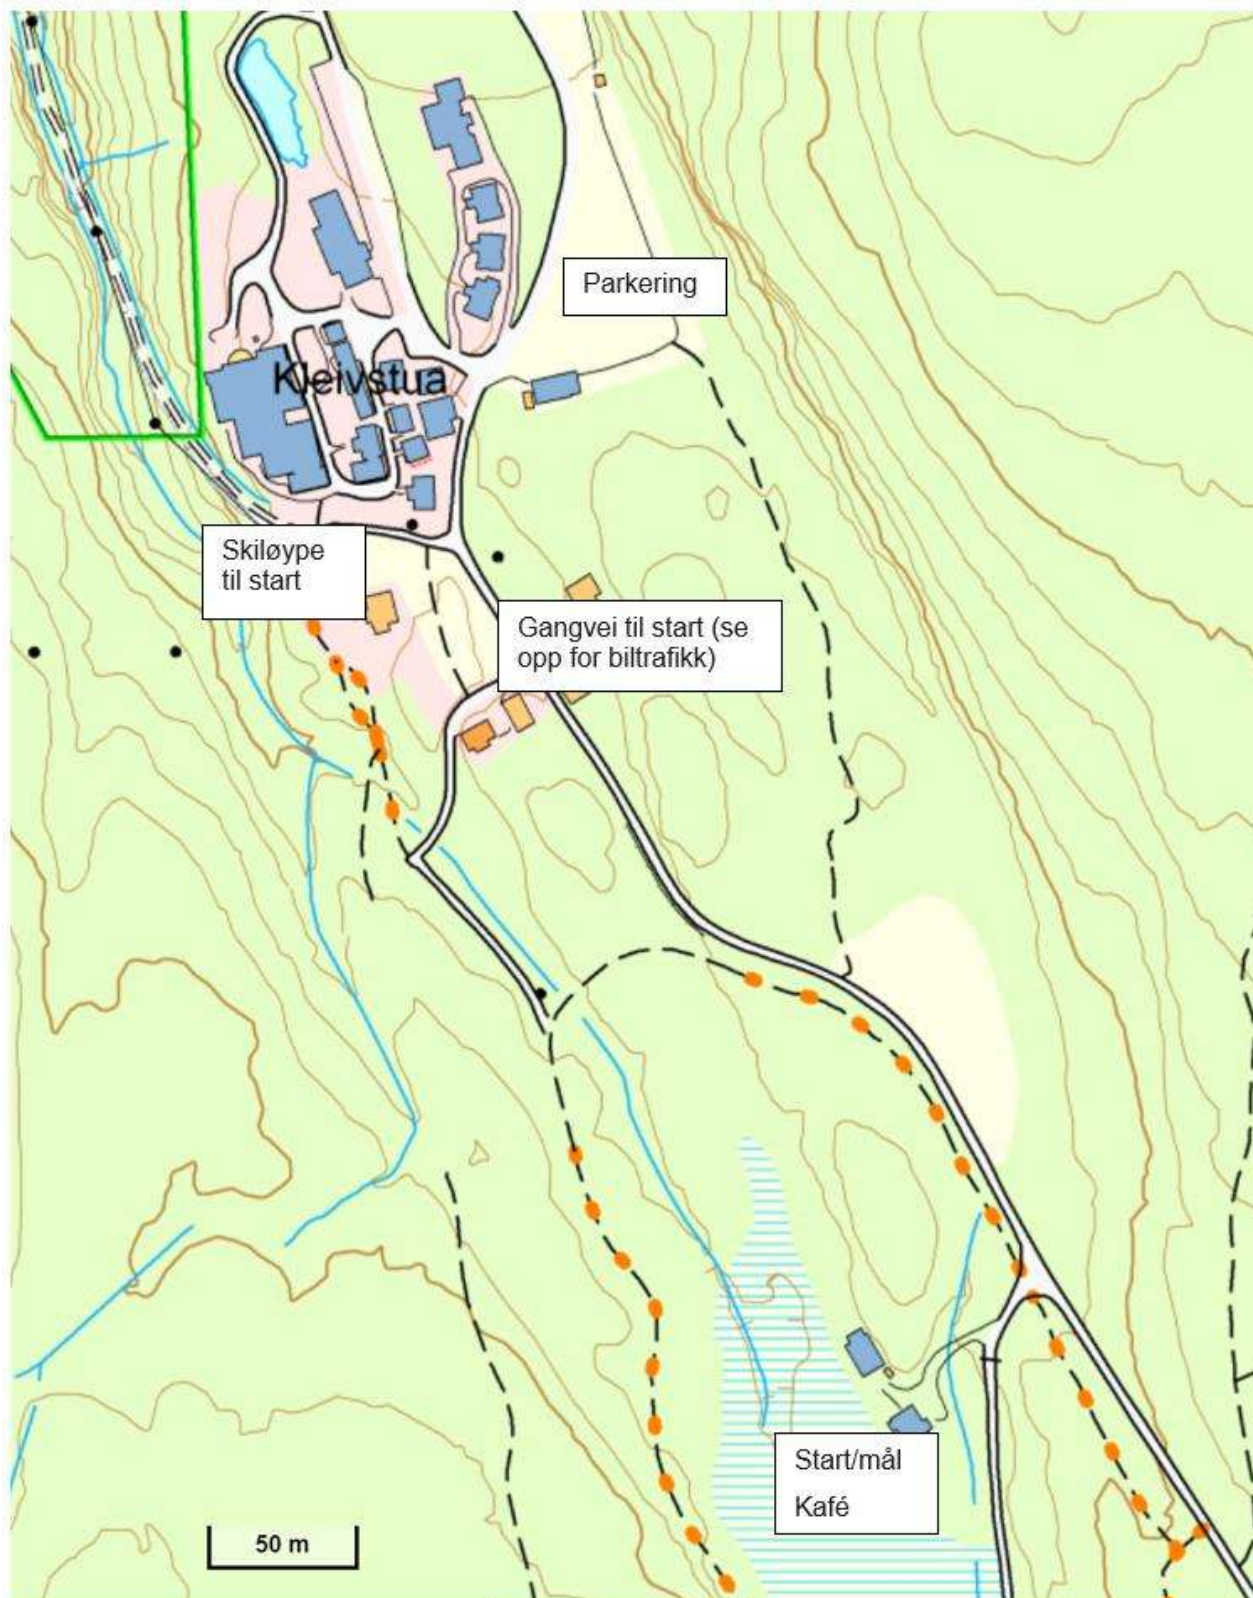 Parkering
Kleivstua
Skiløype
til start
Gangvei til start (se
opp for biltrafikk)
Start/mål
Kafé
50 m